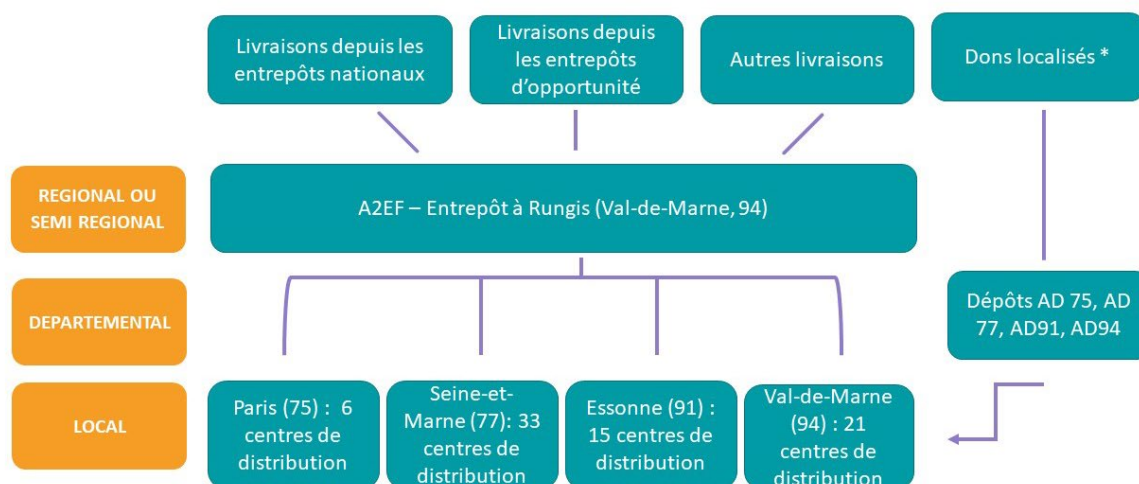 Livraisons depuis les
entrepôts nationaux
Livraisons depuis
les entrepôts
d’opportunité
Autres livraisons
Dons localisés *
REGIONAL OU
SEMI REGIONAL
A2EF – Entrepôt à Rungis (Val-de-Marne, 94)
DEPARTEMENTAL
Dépôts AD 75, AD
77, AD91, AD94
LOCAL
Paris (75) : 6
centres de
distribution
Seine-et-
Marne (77): 33
centres de
distribution
Essonne (91) :
15 centres de
distribution
Val-de-Marne
(94) : 21
centres de
distribution